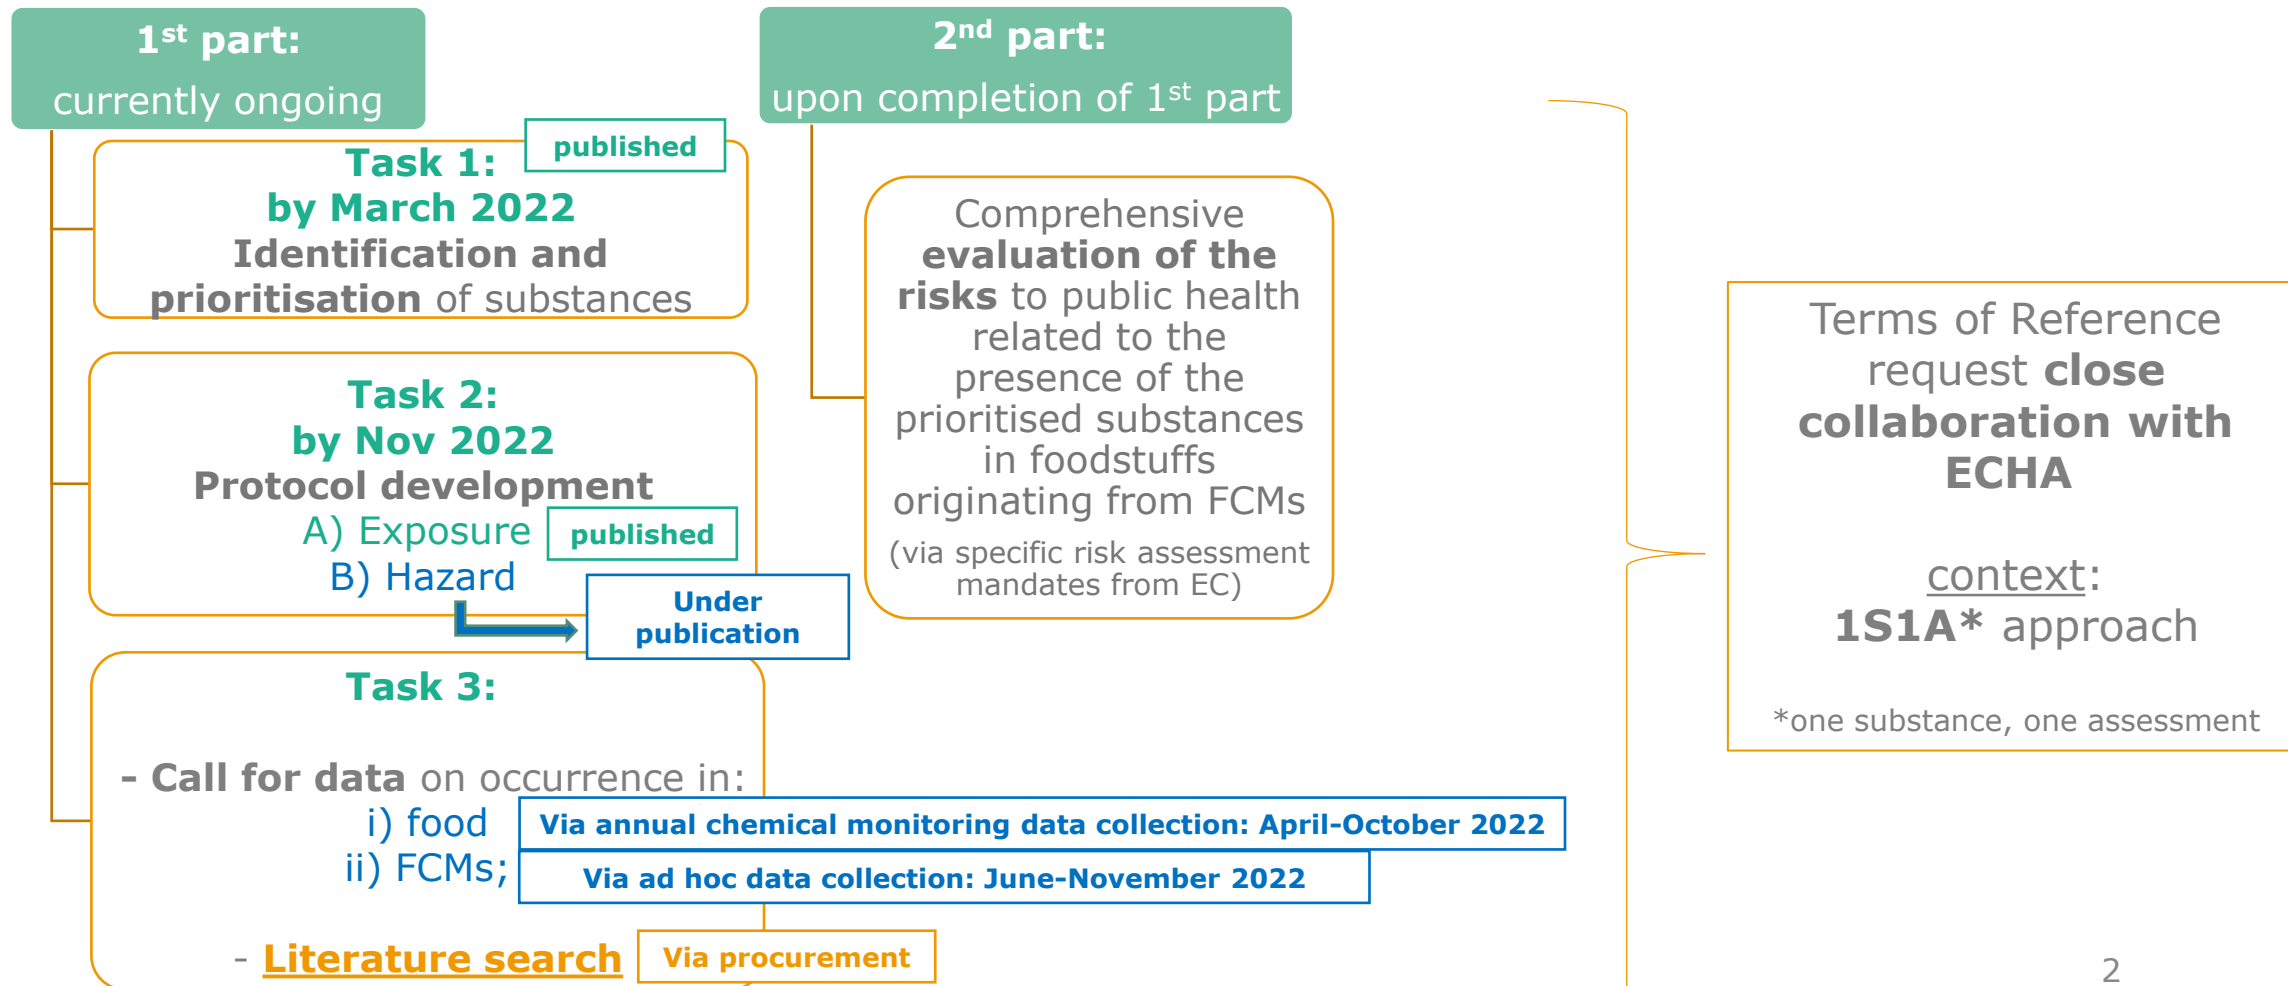 1st part:
currently ongoing
Task 1:
published
by March 2022
Identification and
prioritisation of substances
Task 2:
by Nov 2022
Protocol development
A) Exposure
published
B) Hazard
Under
publication
Task 3:
- Call for data on occurrence in:
i) food
Via annual chemical monitoring data collection: April-October 2022
ii) FCMs;
Via ad hoc data collection: June-November 2022
- Literature search
Via procurement
2nd part:
upon completion of 1st part
Comprehensive
evaluation of the
risks to public health
related to the
presence of the
prioritised substances
in foodstuffs
originating from FCMs
(via specific risk assessment
mandates from EC)
Terms of Reference
request close
collaboration with
ECHA
context:
1S1A* approach
*one substance, one assessment
2